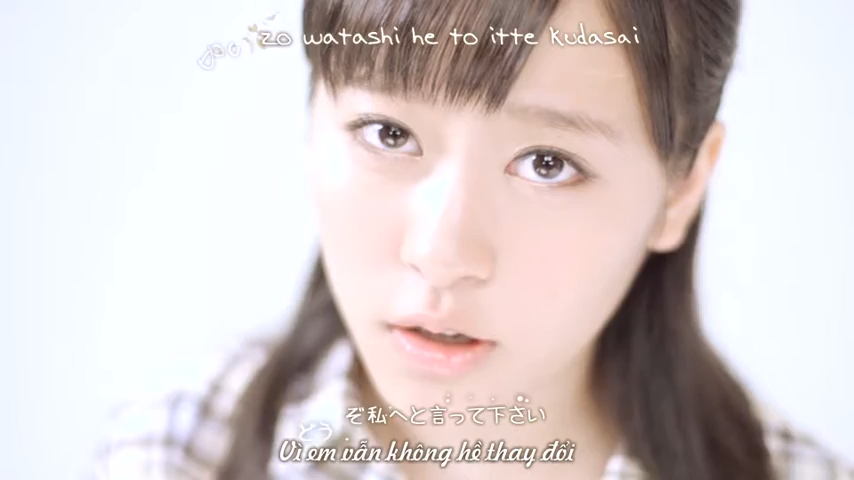 zo watashi he to itte kudasai
どうぞ私へと言って下さい
Vì em vẫn không hề thay đổi